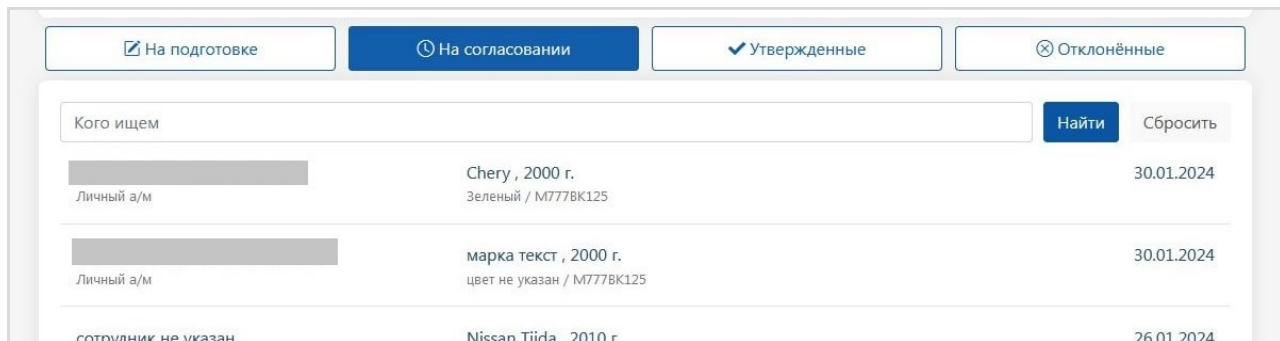 На подготовке
На согласовании
Утвержденные
Отклонённые
Кого ищем
Найти
Сбросить
Chery , 2000 г.
30.01.2024
Личный а/м
Зеленый / М777ВК125
марка текст , 2000 г.
30.01.2024
Личный а/м
цвет не указан / М777ВК125
сотрудник не указан
Nissan Tiida , 2010 г.
26.01.2024